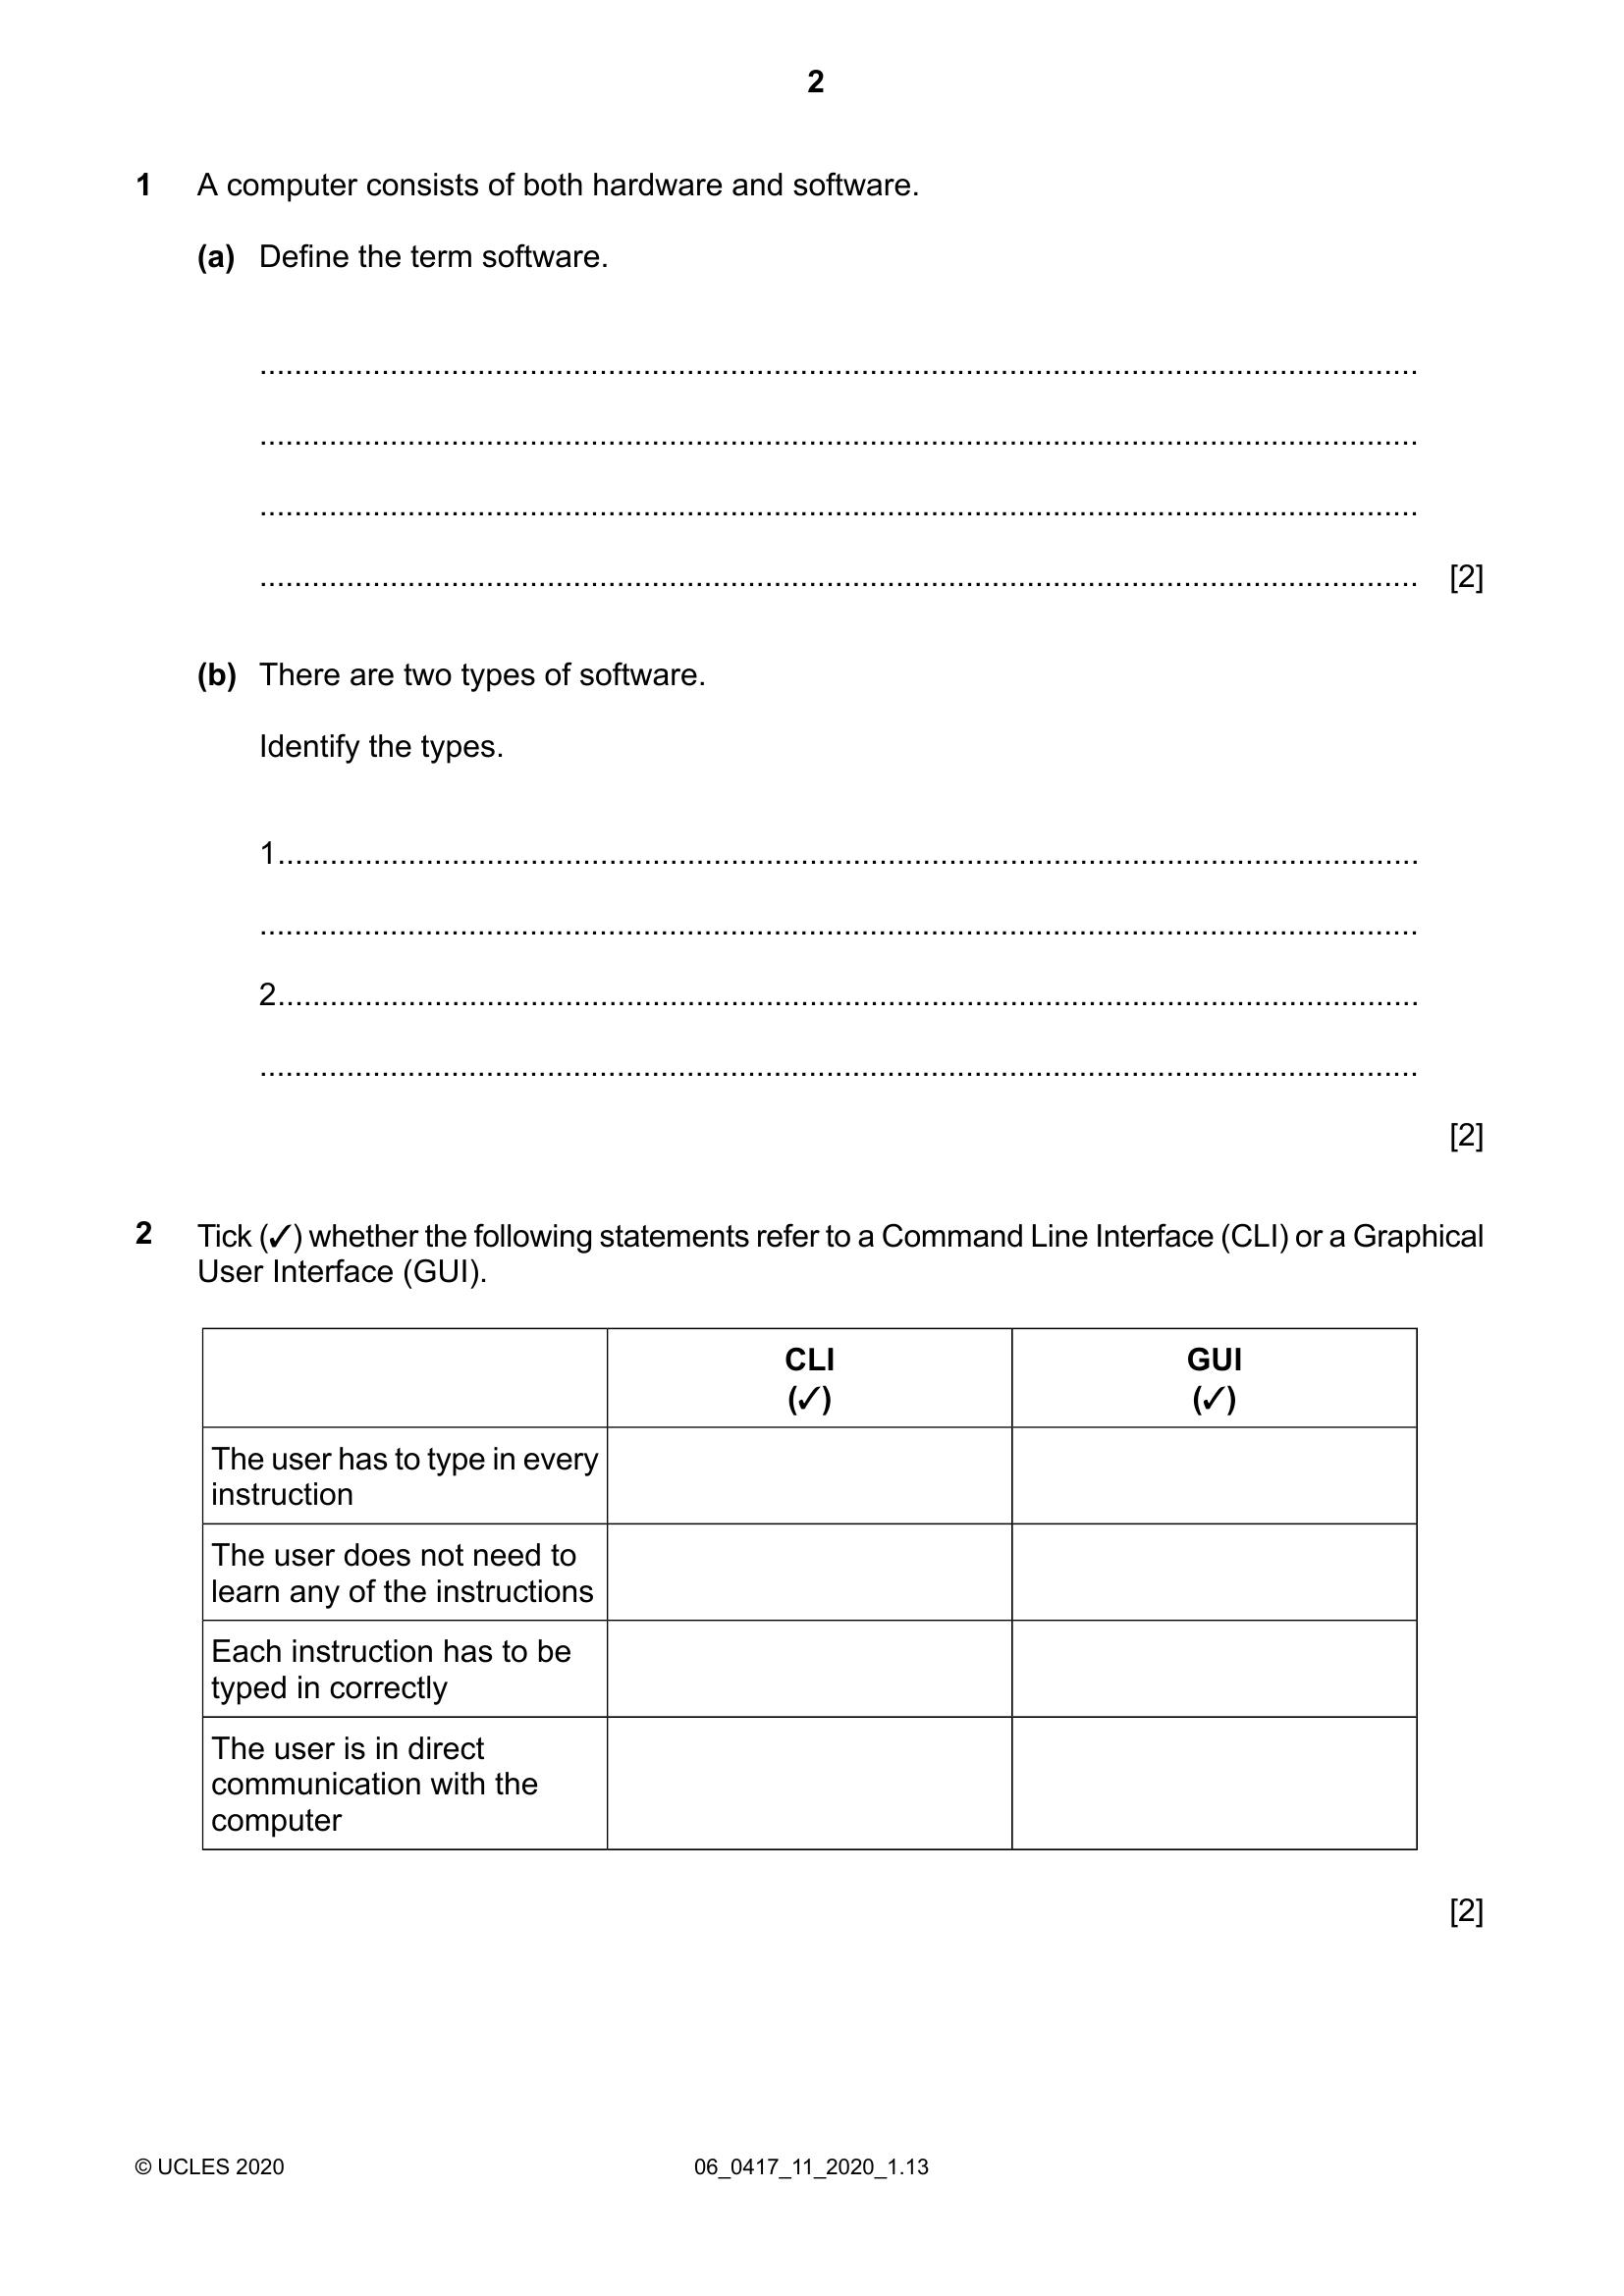 2
1 A computer consists of both hardware and software.
(a) Define the term software.
..........................................................................................................................................
..........................................................................................................................................
..........................................................................................................................................
.......................................................................................................................................... [2]
(b) There are two types of software.
Identify the types.
1........................................................................................................................................
..........................................................................................................................................
2........................................................................................................................................
..........................................................................................................................................
[2]
2 Tick (✓) whether the following statements refer to a Command Line Interface (CLI) or a Graphical
User Interface (GUI).
CLI GUI
(✓) (✓)
The user has to type in every
instruction
The user does not need to
learn any of the instructions
Each instruction has to be
typed in correctly
The user is in direct
communication with the
computer
[2]
© UCLES 2020 06_0417_11_2020_1.13